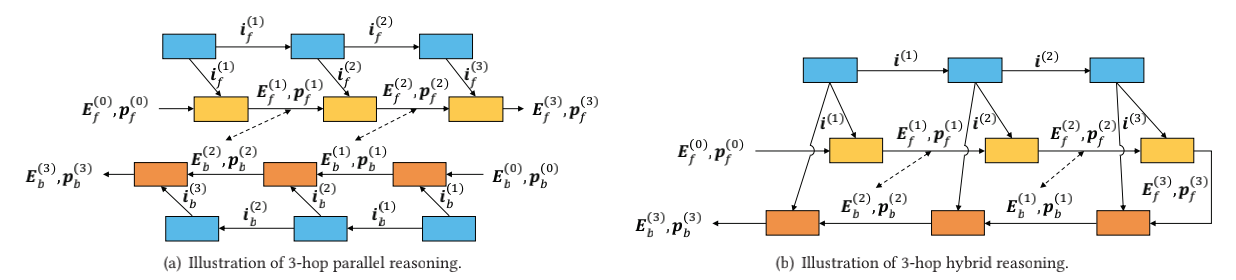 i_f^(1) i_f^(2)
i_f^(1) i_f^(2) i_f^(3)
E_f^(0),p_f^(0) E_f^(1),p_f^(1) E_f^(2),p_f^(2) E_f^(3),p_f^(3)
E_b^(3),p_b^(3) E_b^(2),p_b^(2) E_b^(1),p_b^(1) E_b^(0),p_b^(0)
i_b^(3) i_b^(2) i_b^(1)
i_b^(2) i_b^(1)
(a) Illustration of 3-hop parallel reasoning.
i^(1) i^(2)
i^(1) i^(2) i^(3)
E_f^(0),p_f^(0) E_f^(1),p_f^(1) E_f^(2),p_f^(2)
E_f^(3),p_f^(3)
E_b^(3),p_b^(3) E_b^(2),p_b^(2) E_b^(1),p_b^(1)
(b) Illustration of 3-hop hybrid reasoning.